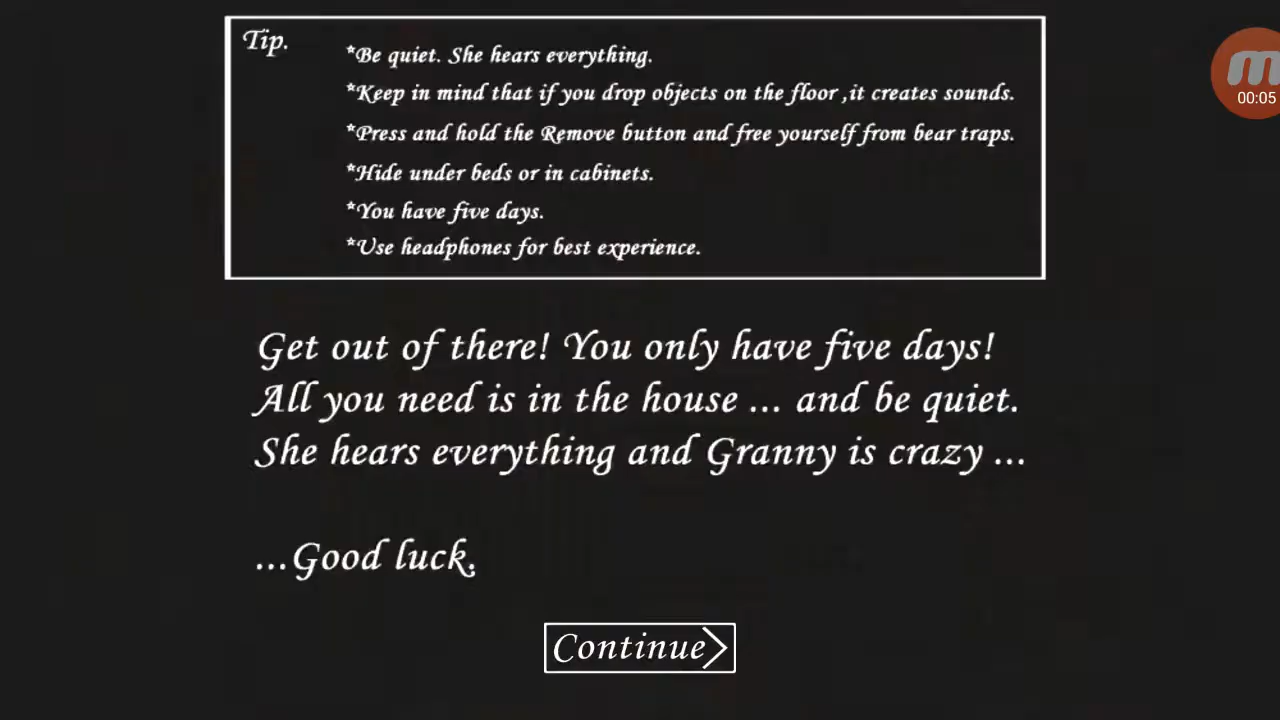 Tip.
*Be quiet. She hears everything.
*Keep in mind that if you drop objects on the floor ,it creates sounds.
*Press and hold the Remove button and free yourself from bear traps.
*Hide under beds or in cabinets.
*You have five days.
*Use headphones for best experience.
00:05
Get out of there! You only have five days!
All you need is in the house ... and be quiet.
She hears everything and Granny is crazy ...
...Good luck.
Continue